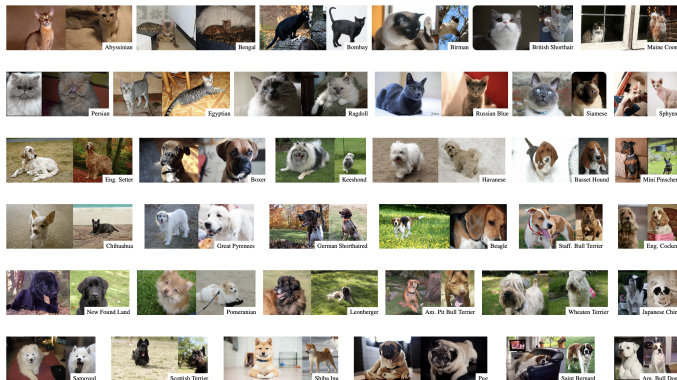 Abyssinian
Bengal
Bombay
Birman
British Shorthair
Maine Coon
Persian
Egyptian
Ragdoll
Russian Blue
Siamese
Sphynx
Eng. Setter
Boxer
Keeshond
Havanese
Basset Hound
Mini Pinscher
Chihuahua
Great Pyrenees
German Shorthaired
Beagle
Staff. Bull Terrier
Eng. Cocker
New Found Land
Pomeranian
Leonberger
Am. Pit Bull Terrier
Wheaten Terrier
Japanese Chin
Samoyed
Scottish Terrier
Shiba Inu
Pug
Saint Bernard
Am. Bull Dog